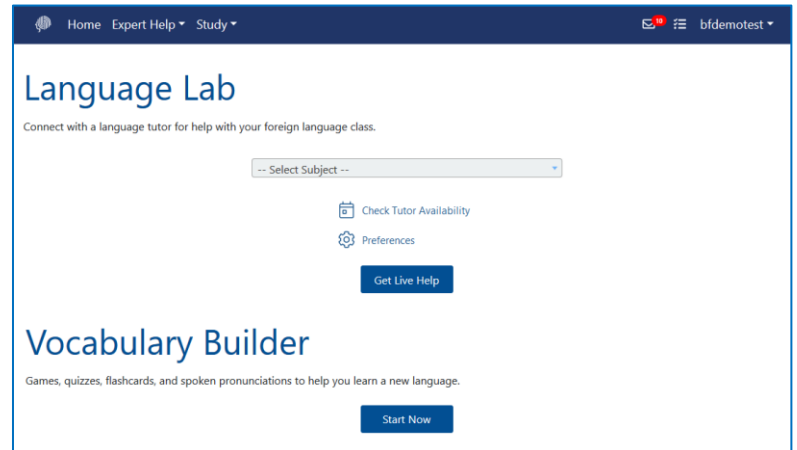 Home Expert Help Study 10 bfdemotest
Language Lab
Connect with a language tutor for help with your foreign language class.
-- Select Subject --
Check Tutor Availability
Preferences
Get Live Help
Vocabulary Builder
Games, quizzes, flashcards, and spoken pronunciations to help you learn a new language.
Start Now